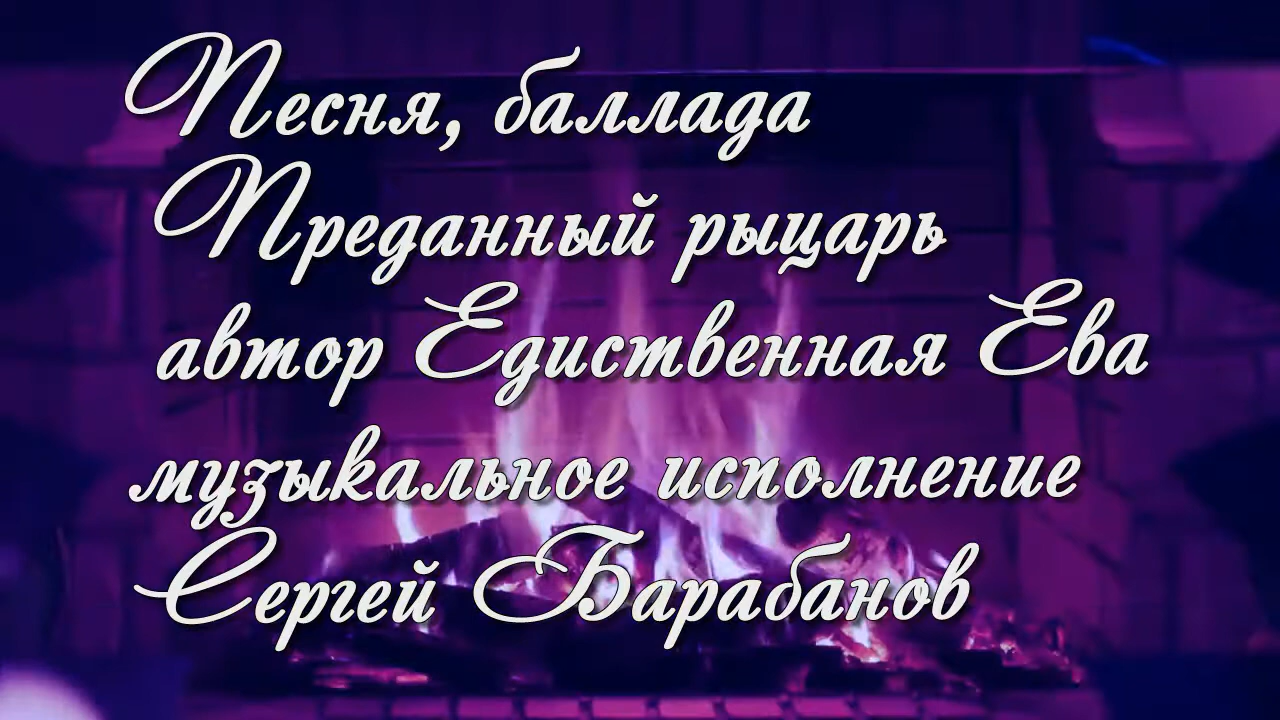 Песня, баллада
Преданный рыцарь
автор Едиственная Ева
музыкальное исполнение
Сергей Барабанов